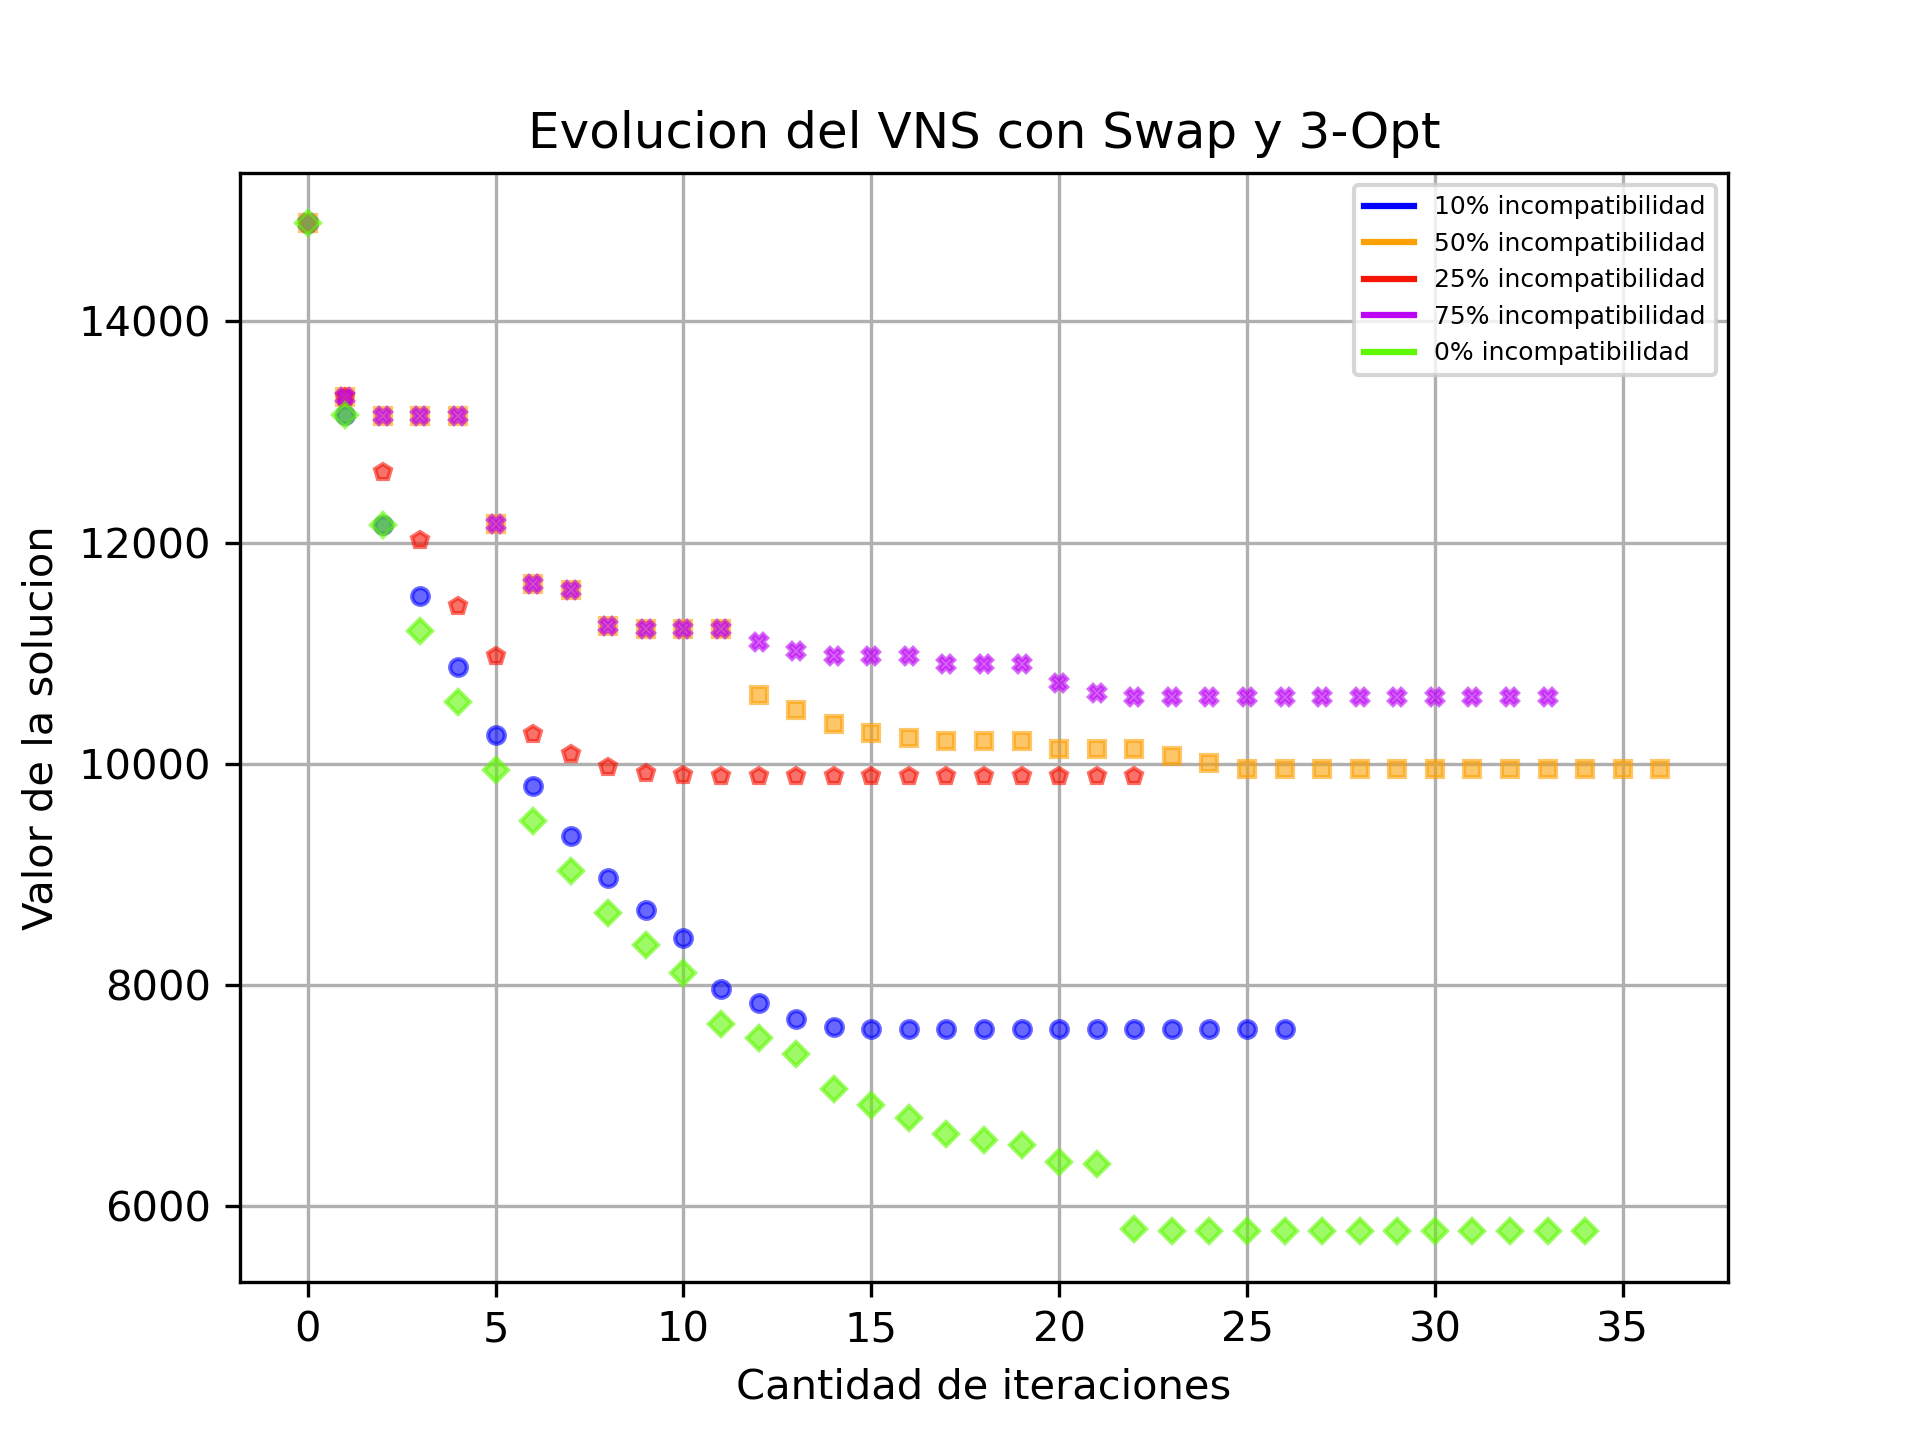 Evolucion del VNS con Swap y 3-Opt
10% incompatibilidad
50% incompatibilidad
25% incompatibilidad
75% incompatibilidad
0% incompatibilidad
Valor de la solucion
14000
12000
10000
8000
6000
0 5 10 15 20 25 30 35
Cantidad de iteraciones